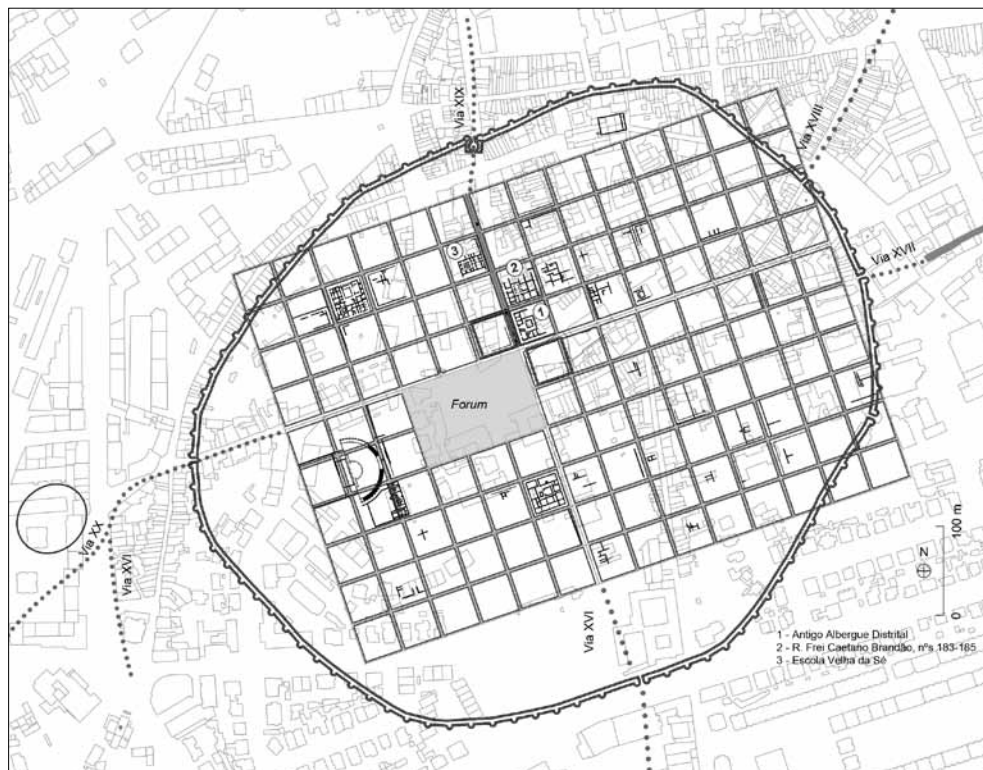 Via XIX
Via XVIII
Via XVII
3
2
1
Forum
Via XX
Via XVI
Via XVI
100 m
N
0
1 - Antigo Albergue Distrital
2 - R. Frei Caetano Brandão, nºs 183-185
3 - Escola Velha da Sé